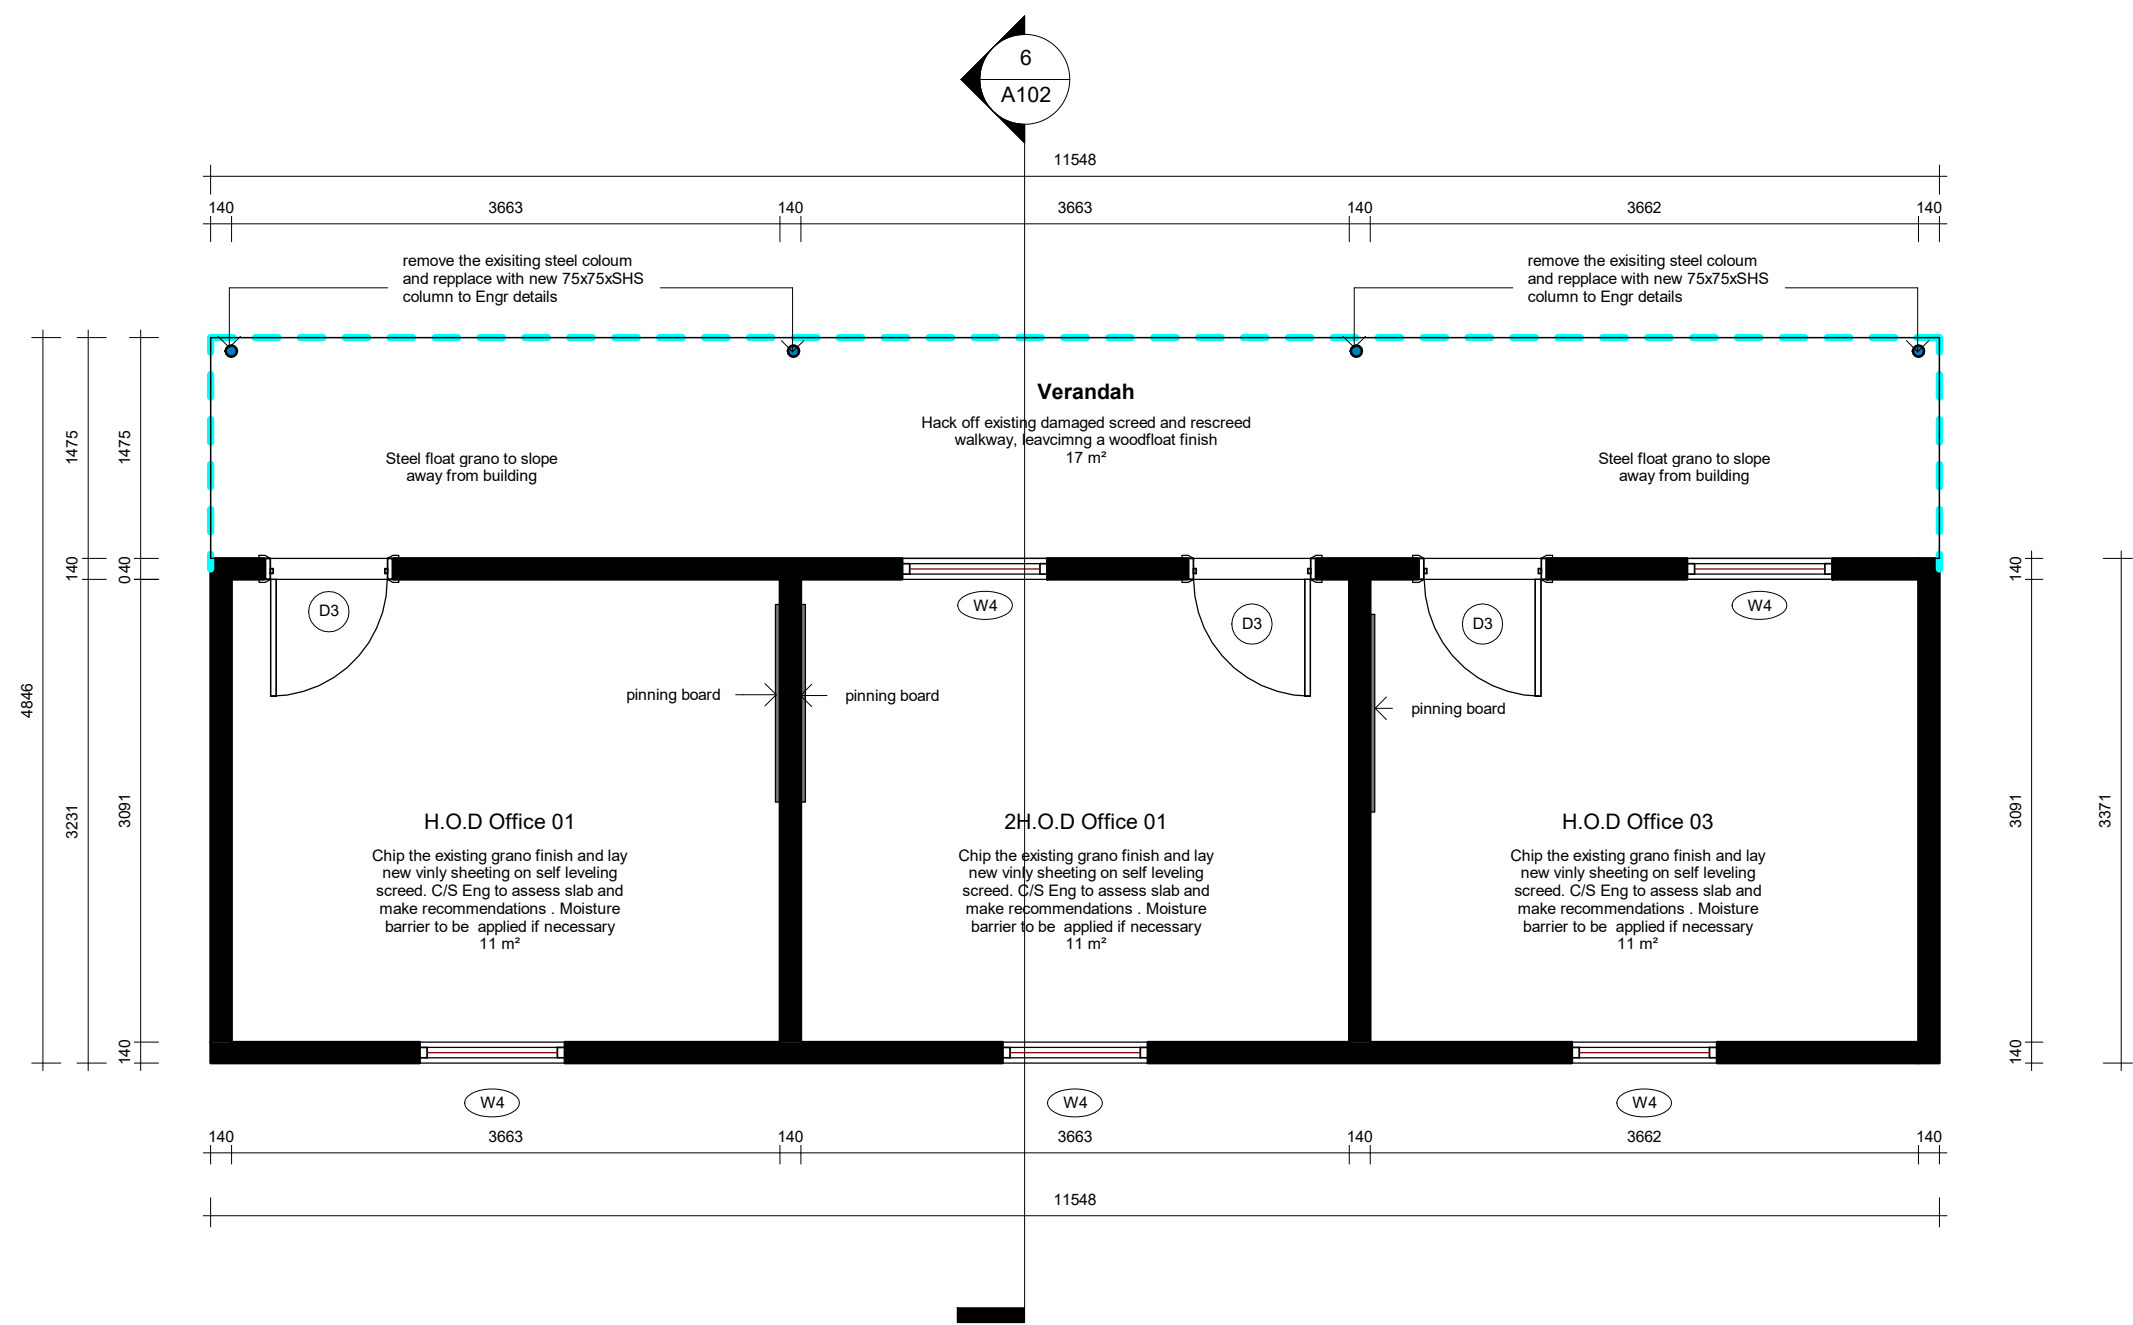 6
A102
11548
140
3663
140
3663
140
3662
140
remove the exisiting steel coloum
and repplace with new 75x75xSHS
column to Engr details
remove the exisiting steel coloum
and repplace with new 75x75xSHS
column to Engr details
Verandah
Hack off existing damaged screed and rescreed
walkway, leavcimng a woodfloat finish
17 m²
Steel float grano to slope
away from building
Steel float grano to slope
away from building
4846
1475
140
3231
1475
040
3091
140
D3
W4
D3
D3
W4
pinning board
pinning board
pinning board
H.O.D Office 01
Chip the existing grano finish and lay
new vinly sheeting on self leveling
screed. C/S Eng to assess slab and
make recommendations . Moisture
barrier to be  applied if necessary
11 m²
2H.O.D Office 01
Chip the existing grano finish and lay
new vinly sheeting on self leveling
screed. C/S Eng to assess slab and
make recommendations . Moisture
barrier to be  applied if necessary
11 m²
H.O.D Office 03
Chip the existing grano finish and lay
new vinly sheeting on self leveling
screed. C/S Eng to assess slab and
make recommendations . Moisture
barrier to be  applied if necessary
11 m²
140
3091
140
3371
W4
W4
W4
140
3663
140
3663
140
3662
140
11548